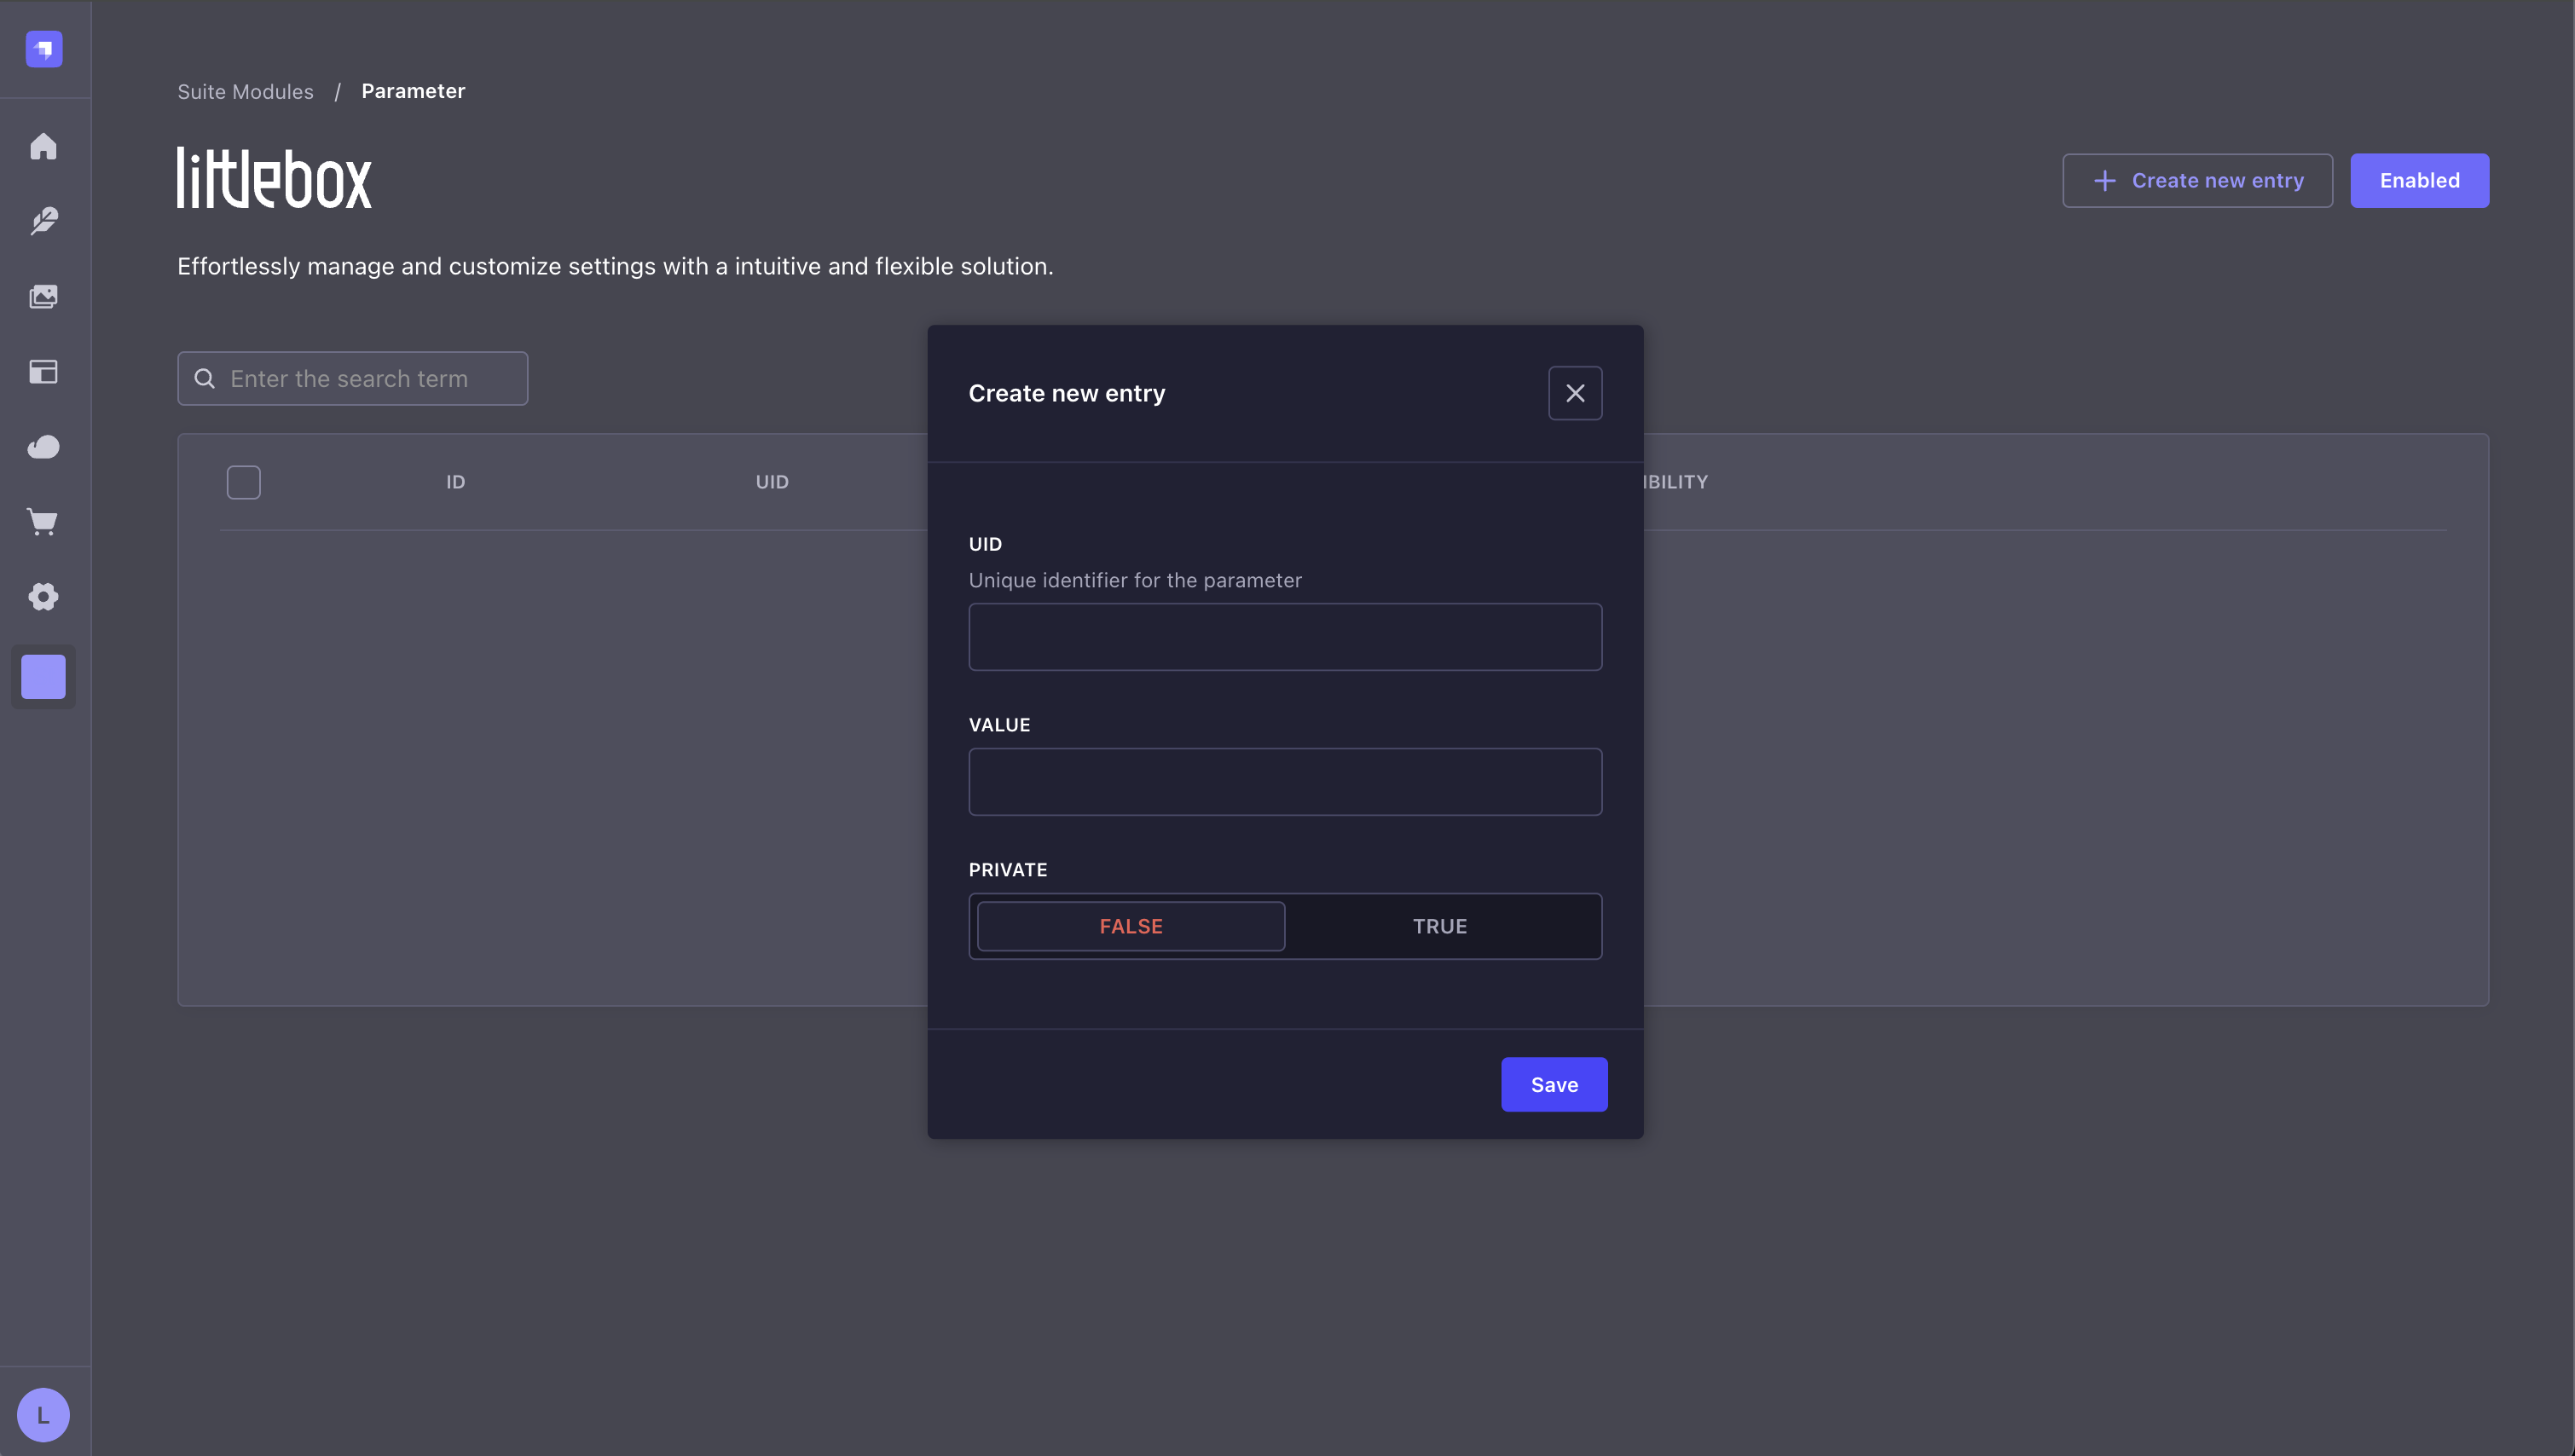 Suite Modules / Parameter
littlebox
Create new entry
Enabled
Effortlessly manage and customize settings with a intuitive and flexible solution.
Enter the search term
ID UID IBILITY
Create new entry
UID
Unique identifier for the parameter
VALUE
PRIVATE
FALSE TRUE
Save
L